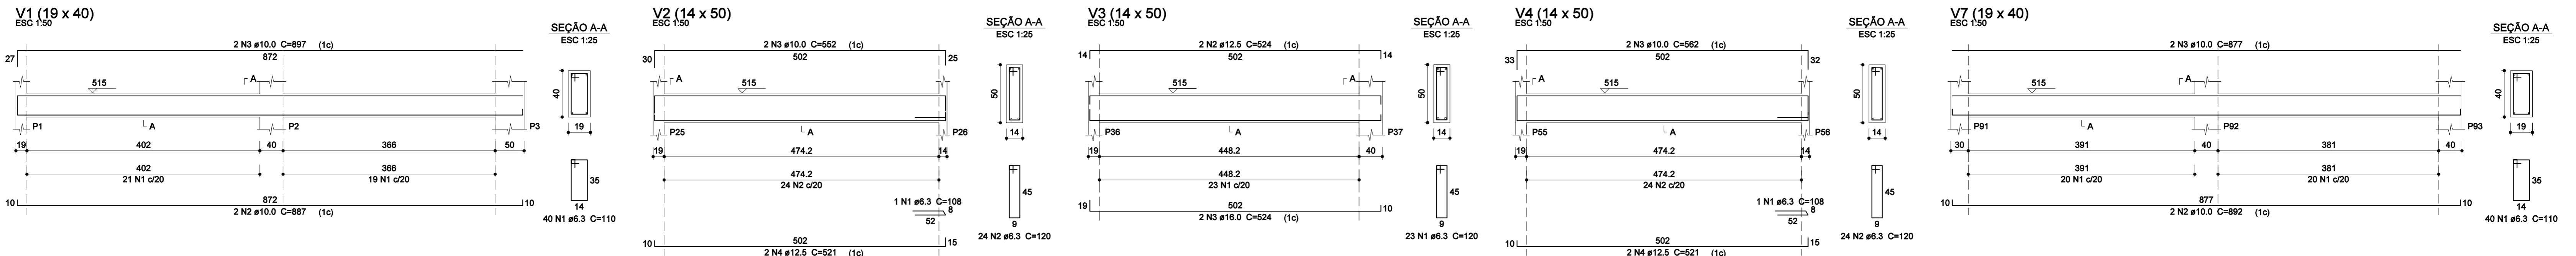 V1 (19 x 40)
ESC 1:50
2 N3 ø10.0 C=897 (1c)
27
872
515
A
A
P1
P2
P3
19
402
40
366
50
402
366
21 N1 c/20
19 N1 c/20
10
872
10
2 N2 ø10.0 C=887 (1c)
SEÇÃO A-A
ESC 1:25
40
19
35
14
40 N1 ø6.3 C=110
V2 (14 x 50)
ESC 1:50
2 N3 ø10.0 C=552 (1c)
30
502
25
A
515
A
P25
P26
19
474.2
14
474.2
24 N2 c/20
1 N1 ø6.3 C=108
8
52
10
502
15
2 N4 ø12.5 C=521 (1c)
SEÇÃO A-A
ESC 1:25
50
14
45
9
24 N2 ø6.3 C=120
V3 (14 x 50)
ESC 1:50
2 N2 ø12.5 C=524 (1c)
14
502
14
515
A
A
P36
P37
19
448.2
40
448.2
23 N1 c/20
19
502
10
2 N3 ø16.0 C=524 (1c)
SEÇÃO A-A
ESC 1:25
50
14
45
9
23 N1 ø6.3 C=120
V4 (14 x 50)
ESC 1:50
2 N3 ø10.0 C=562 (1c)
33
502
32
A
515
A
P55
P56
19
474.2
14
474.2
24 N2 c/20
1 N1 ø6.3 C=108
8
52
10
502
15
2 N4 ø12.5 C=521 (1c)
SEÇÃO A-A
ESC 1:25
50
14
45
9
24 N2 ø6.3 C=120
V7 (19 x 40)
ESC 1:50
2 N3 ø10.0 C=877 (1c)
515
A
A
P91
P92
P93
30
391
40
381
40
391
381
20 N1 c/20
20 N1 c/20
10
877
10
2 N2 ø10.0 C=892 (1c)
SEÇÃO A-A
ESC 1:25
40
19
35
14
40 N1 ø6.3 C=110